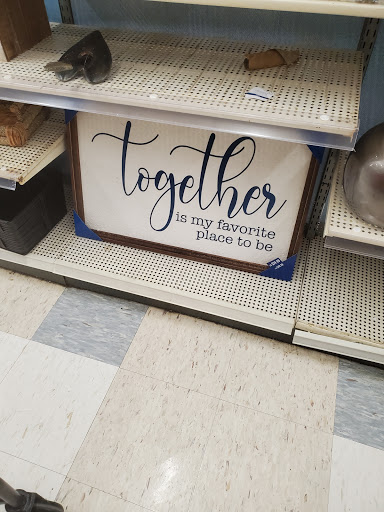 together
is my favorite
place to be